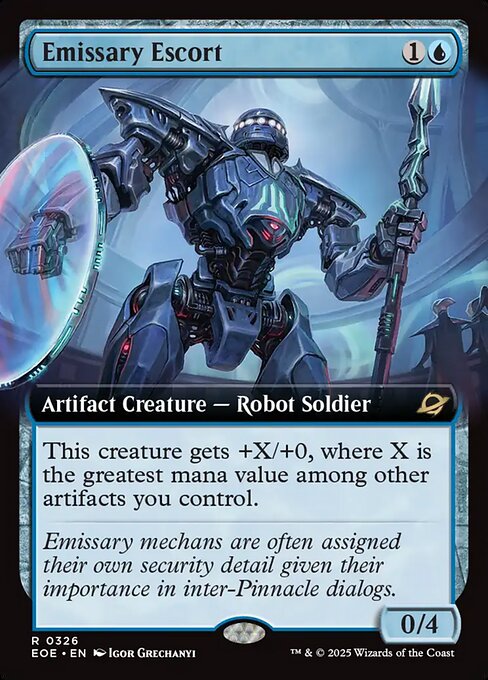 Emissary Escort 1
Artifact Creature — Robot Soldier
This creature gets +X/+0, where X is
the greatest mana value among other
artifacts you control.
Emissary mechans are often assigned
their own security detail given their
importance in inter-Pinnacle dialogs.
0/4
R 0326
EOE • EN Igor Grechanyi
™ & © 2025 Wizards of the Coast